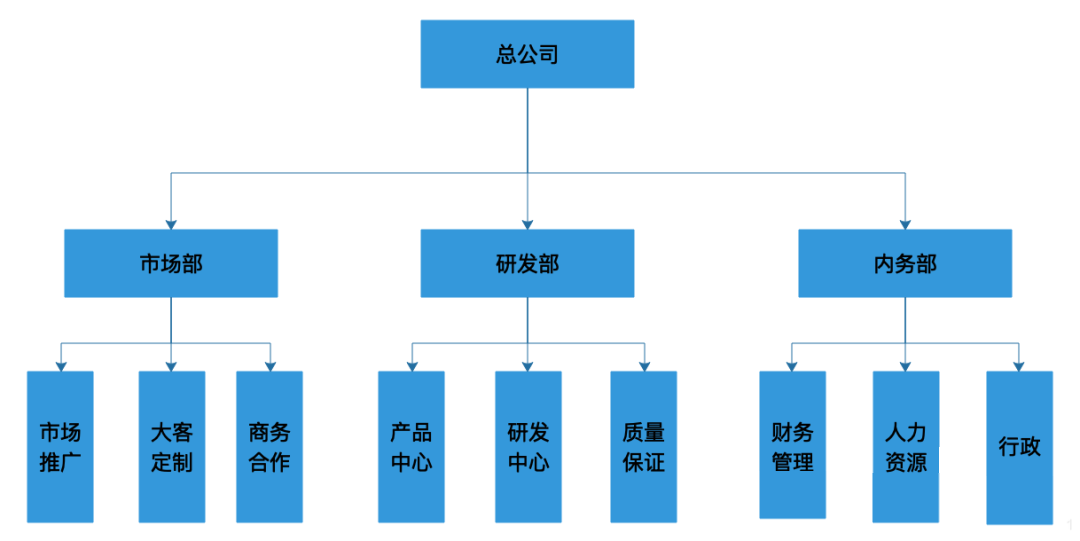 总公司
市场部
研发部
内务部
市场
推广
大客
定制
商务
合作
产品
中心
研发
中心
质量
保证
财务
管理
人力
资源
行政